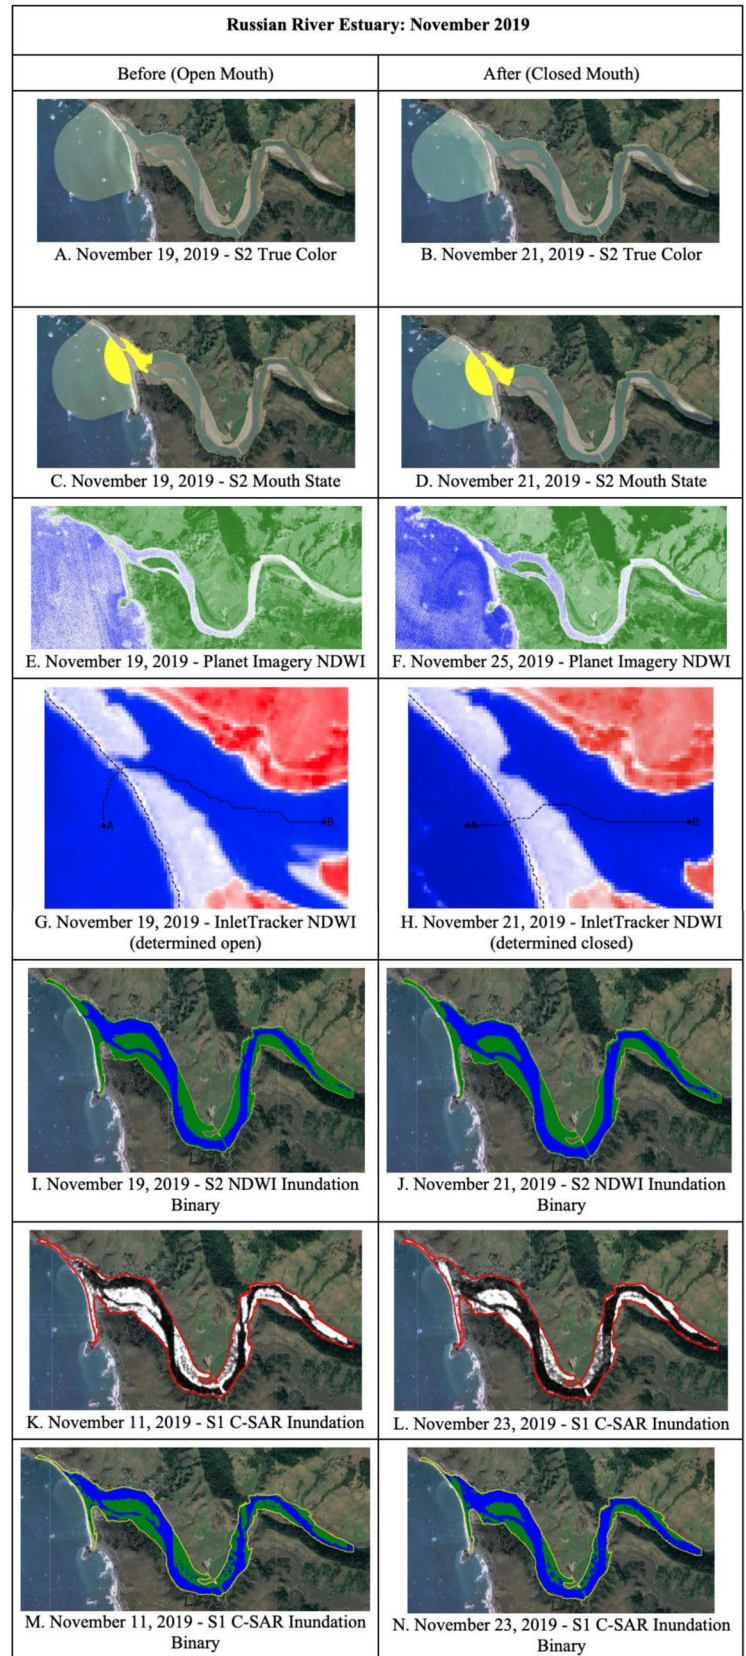 Russian River Estuary: November 2019
Before (Open Mouth)
After (Closed Mouth)
A. November 19, 2019 - S2 True Color
B. November 21, 2019 - S2 True Color
C. November 19, 2019 - S2 Mouth State
D. November 21, 2019 - S2 Mouth State
E. November 19, 2019 - Planet Imagery NDWI
F. November 25, 2019 - Planet Imagery NDWI
A
B
A
B
G. November 19, 2019 - InletTracker NDWI
(determined open)
H. November 21, 2019 - InletTracker NDWI
(determined closed)
I. November 19, 2019 - S2 NDWI Inundation
Binary
J. November 21, 2019 - S2 NDWI Inundation
Binary
K. November 11, 2019 - S1 C-SAR Inundation
L. November 23, 2019 - S1 C-SAR Inundation
M. November 11, 2019 - S1 C-SAR Inundation
Binary
N. November 23, 2019 - S1 C-SAR Inundation
Binary